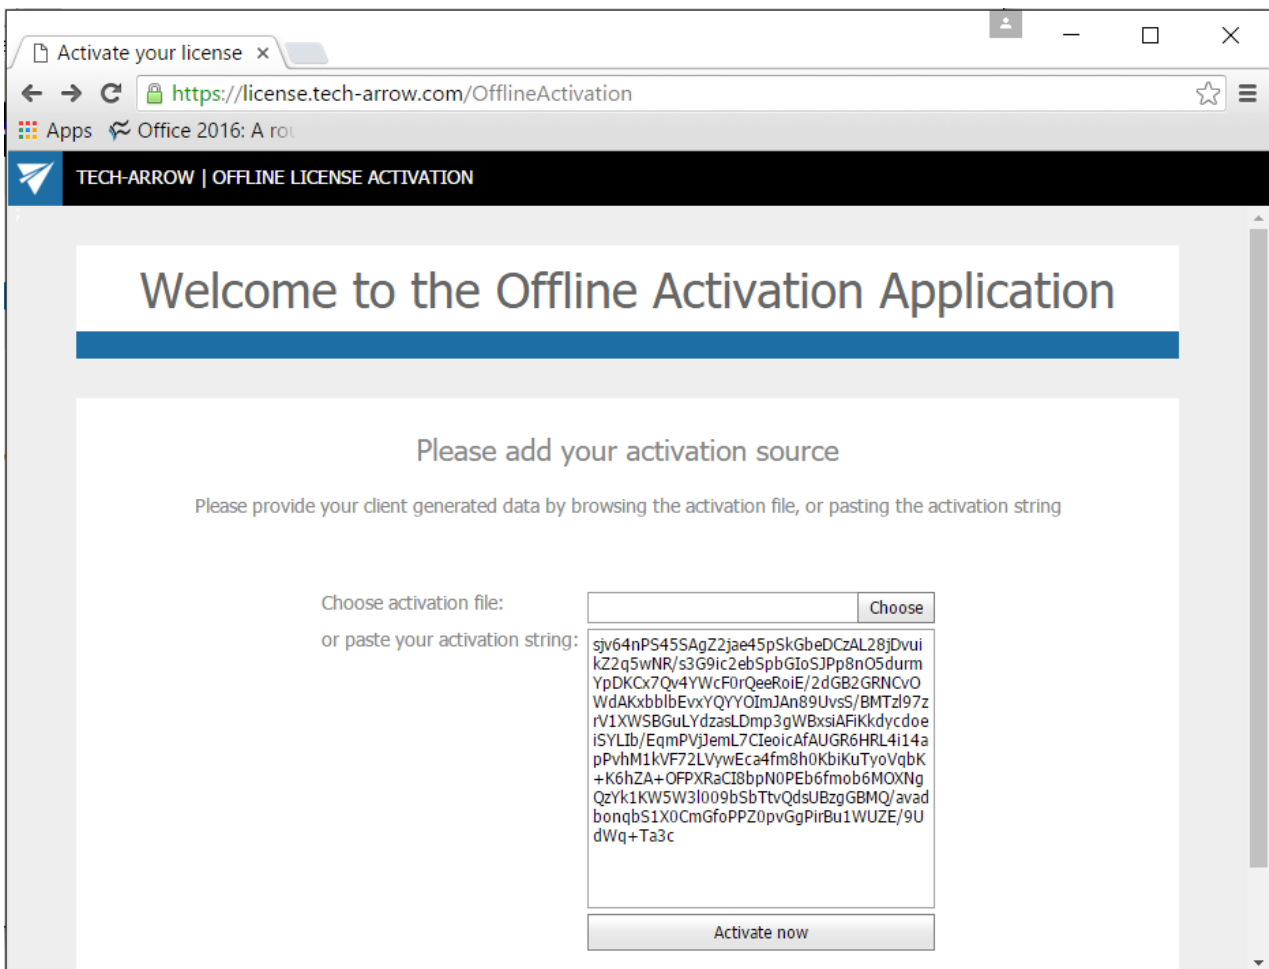 Activate your license
https://license.tech-arrow.com/OfflineActivation
Apps Office 2016: A rou
TECH-ARROW | OFFLINE LICENSE ACTIVATION
Welcome to the Offline Activation Application
Please add your activation source
Please provide your client generated data by browsing the activation file, or pasting the activation string
Choose activation file:
Choose
or paste your activation string:
sjv64nPS45SAgZ2jae45pSkGbeDCzAL28jDvui
kZ2q5wNR/s3G9ic2ebSpbGIoSJPp8nO5durm
YpDKCx7Qv4YWcF0rQeeRoiE/2dGB2GRNCvO
WdAKxbblbEvxYQYYOImJAn89UvsS/BMTzl97z
rV1XWSBGuLYdzasLDmp3gWBxsiAFiKkdycdoe
iSYLIb/EqmPVjJemL7CIeoicAfAUGR6HRL4i14a
pPvhM1kVF72LVywEca4fm8h0KbiKuTyoVqbK
+K6hZA+OFPXRaCI8bpN0PEb6fmob6MOXNg
QzYk1KW5W3l009bSbTtvQdsUBzgGBMQ/avad
bonqbS1X0CmGfoPPZ0pvGgPirBu1WUZE/9U
dWq+Ta3c
Activate now